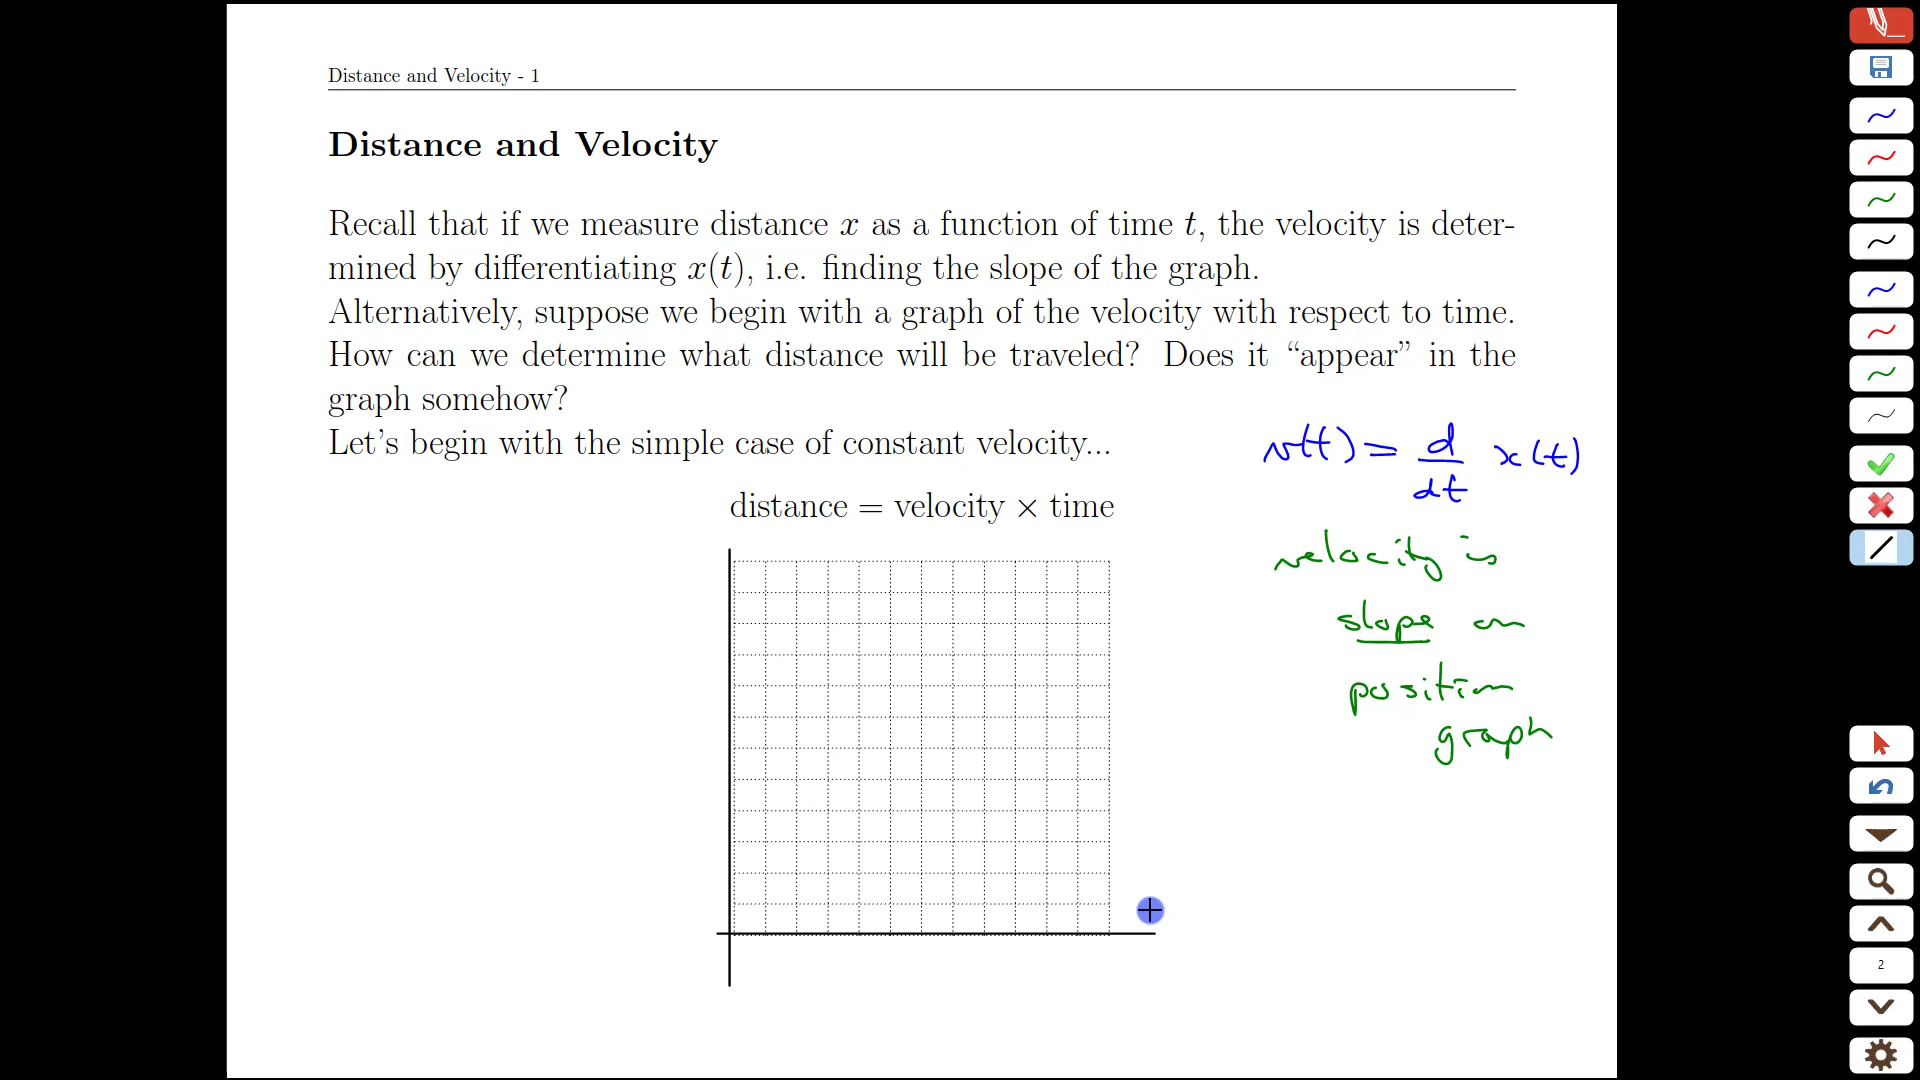 Distance and Velocity - 1
Distance and Velocity
Recall that if we measure distance x as a function of time t, the velocity is deter-
mined by differentiating x(t), i.e. finding the slope of the graph.
Alternatively, suppose we begin with a graph of the velocity with respect to time.
How can we determine what distance will be traveled? Does it “appear” in the
graph somehow?
Let’s begin with the simple case of constant velocity...
distance = velocity × time
v(t) = d/dt x(t)
velocity is
slope on
position
graph
2